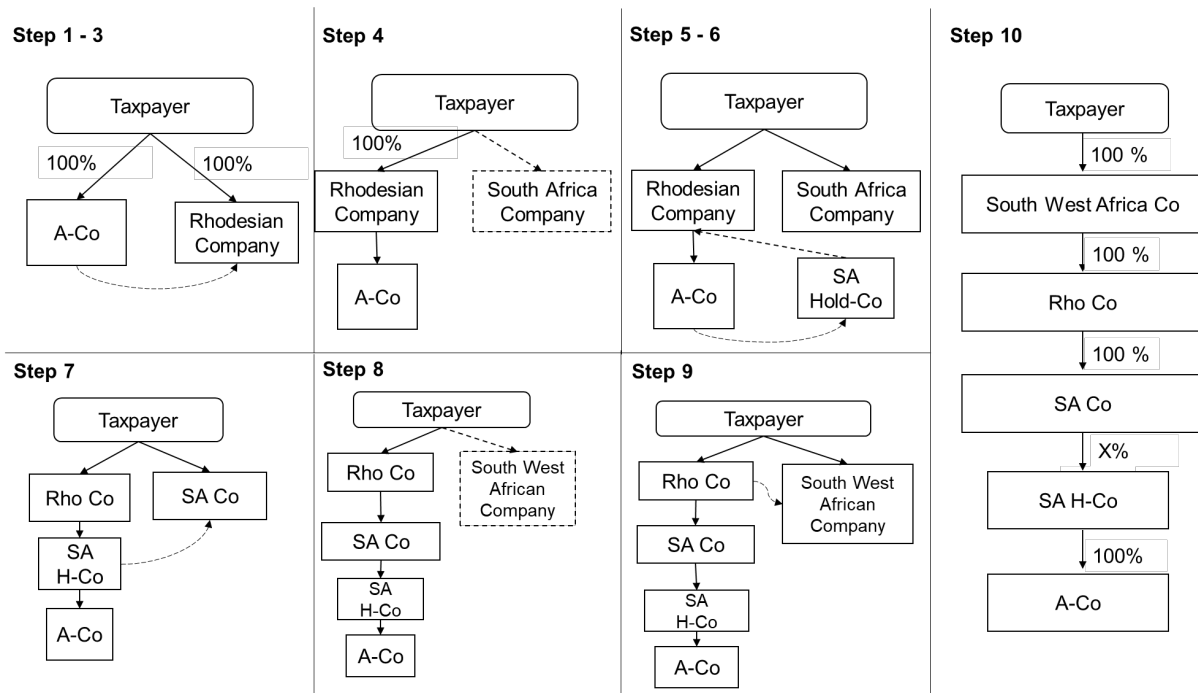 Step 1 - 3
Taxpayer
100%
100%
A-Co
Rhodesian
Company
Step 4
Taxpayer
100%
Rhodesian
Company
South Africa
Company
A-Co
Step 5 - 6
Taxpayer
Rhodesian
Company
South Africa
Company
A-Co
SA
Hold-Co
Step 10
Taxpayer
100 %
South West Africa Co
100 %
Rho Co
100 %
SA Co
X%
SA H-Co
100%
A-Co
Step 7
Taxpayer
Rho Co
SA Co
SA
H-Co
A-Co
Step 8
Taxpayer
Rho Co
South West
African
Company
SA Co
SA
H-Co
A-Co
Step 9
Taxpayer
Rho Co
South West
African
Company
SA Co
SA
H-Co
A-Co